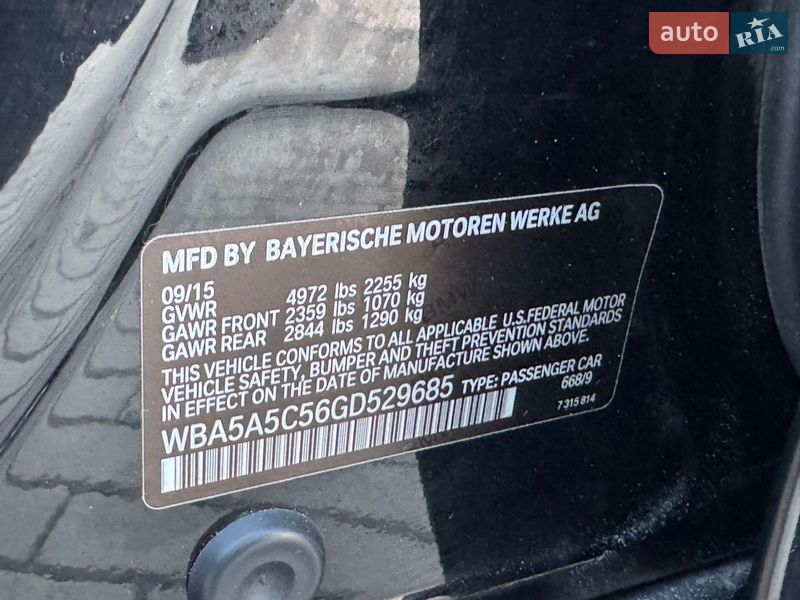 auto RIA .com
MFD BY BAYERISCHE MOTOREN WERKE AG
09/15
GVWR 4972 lbs 2255 kg
GAWR FRONT 2359 lbs 1070 kg
GAWR REAR 2844 lbs 1290 kg
THIS VEHICLE CONFORMS TO ALL APPLICABLE U.S.FEDERAL MOTOR
VEHICLE SAFETY, BUMPER AND THEFT PREVENTION STANDARDS
IN EFFECT ON THE DATE OF MANUFACTURE SHOWN ABOVE.
WBA5A5C56GD529685 TYPE: PASSENGER CAR
668/9
7 315 814